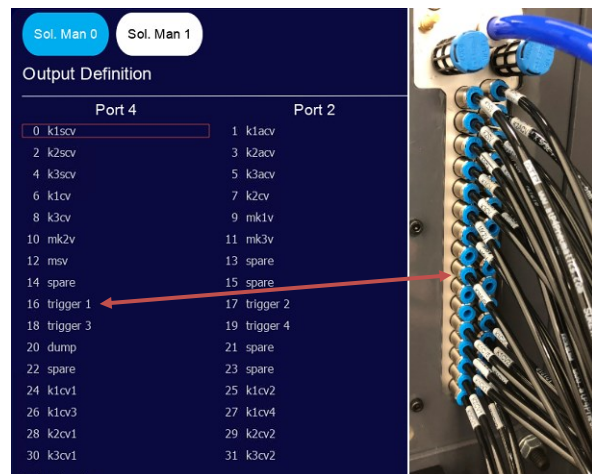 Sol. Man 0 Sol. Man 1
Output Definition
Port 4 Port 2
0 k1scv 1 k1acv
2 k2scv 3 k2acv
4 k3scv 5 k3acv
6 k1cv 7 k2cv
8 k3cv 9 mk1v
10 mk2v 11 mk3v
12 msv 13 spare
14 spare 15 spare
16 trigger 1 17 trigger 2
18 trigger 3 19 trigger 4
20 dump 21 spare
22 spare 23 spare
24 k1cv1 25 k1cv2
26 k1cv3 27 k1cv4
28 k2cv1 29 k2cv2
30 k3cv1 31 k3cv2